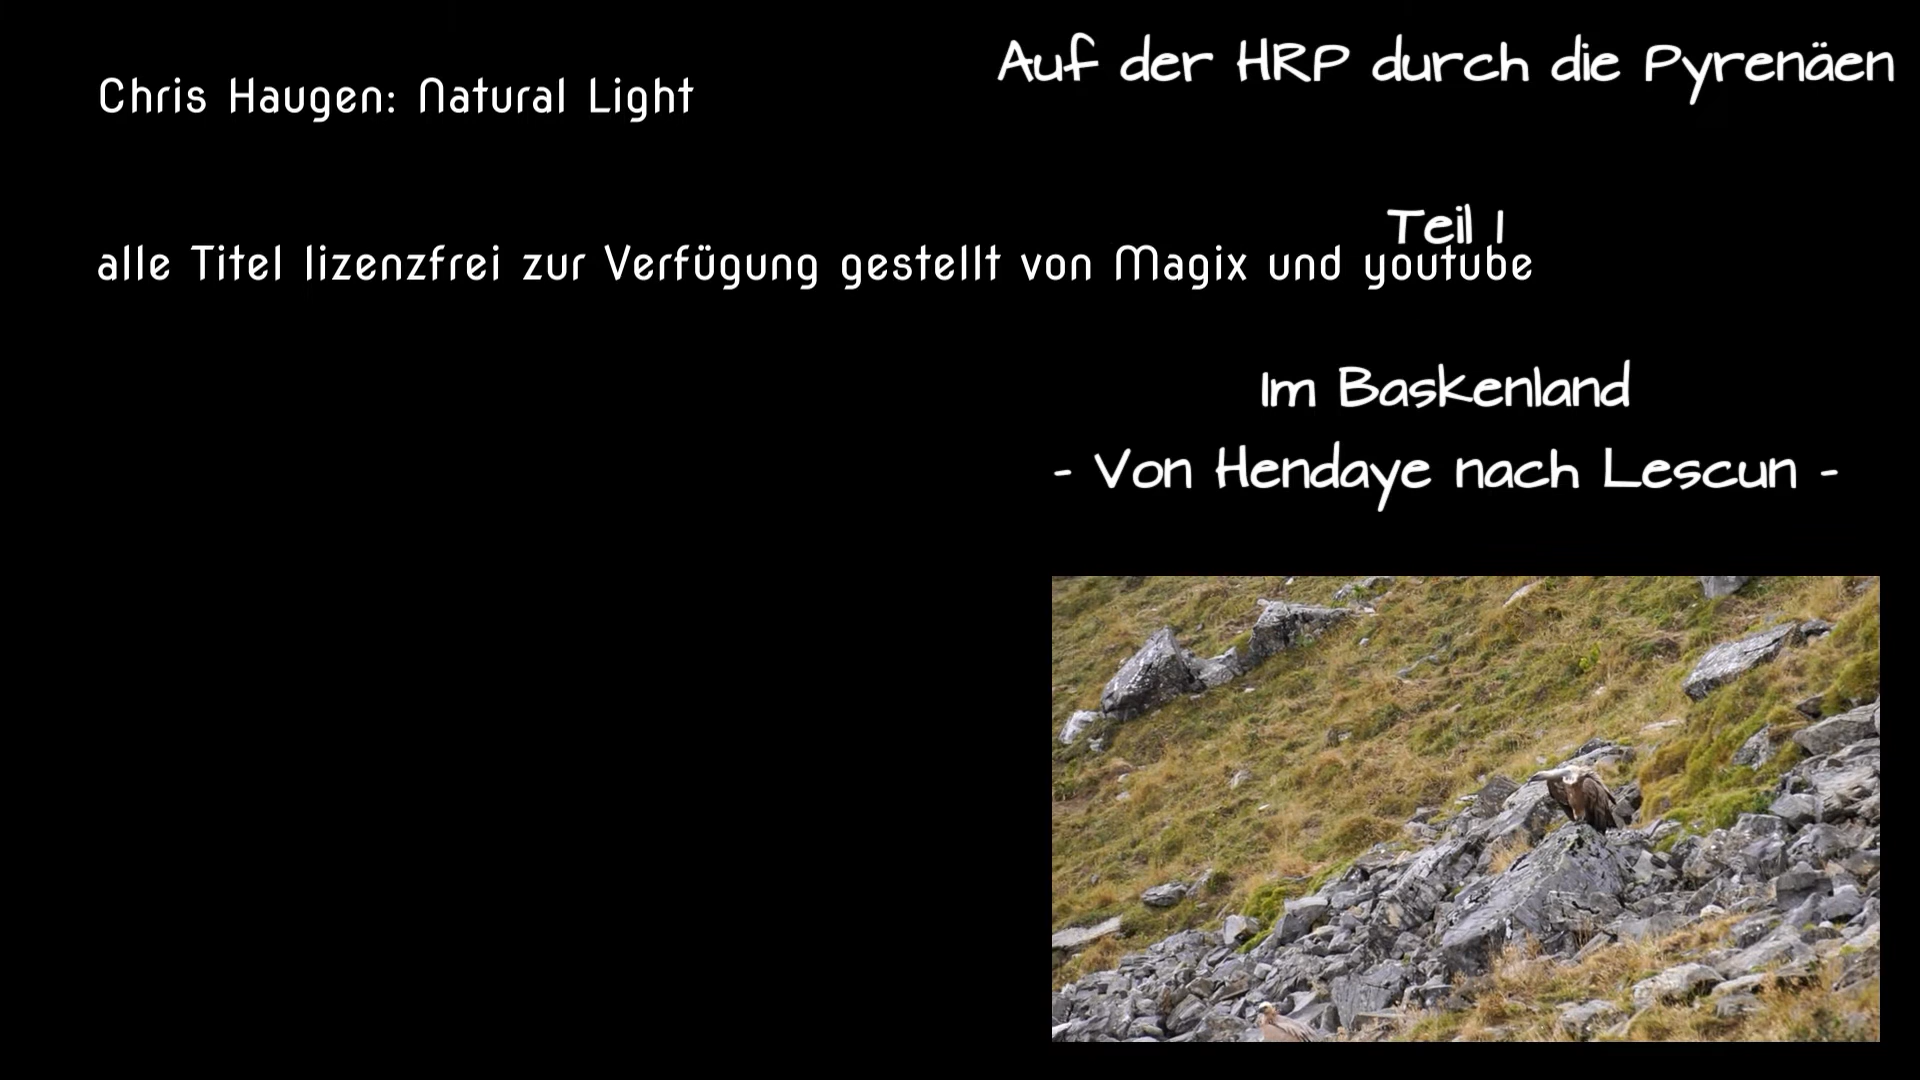 Auf der HRP durch die Pyrenäen
Chris Haugen: Natural Light
Teil 1
alle Titel lizenzfrei zur Verfügung gestellt von Magix und youtube
Im Baskenland
- Von Hendaye nach Lescun -